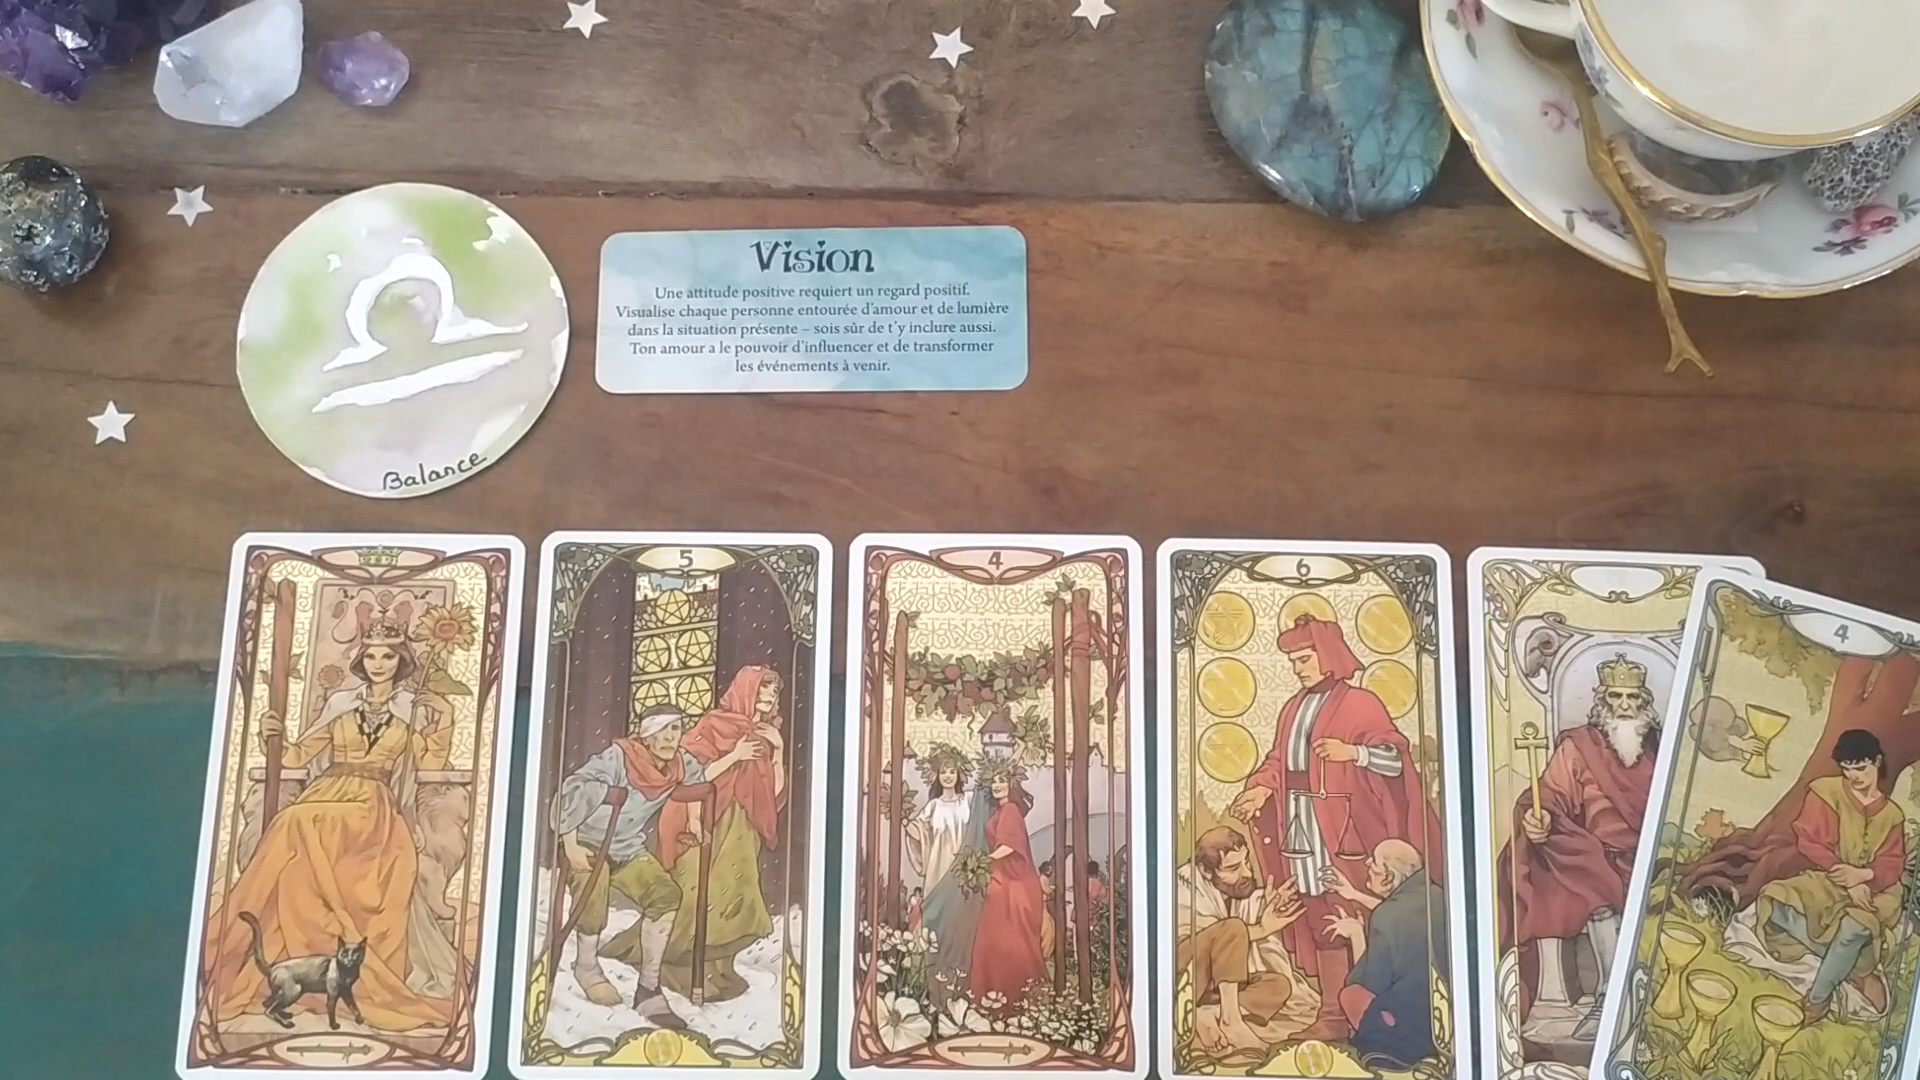 Vision
Une attitude positive requiert un regard positif.
Visualise chaque personne entourée d'amour et de lumière
dans la situation présente – sois sûr de t'y inclure aussi.
Ton amour a le pouvoir d'influencer et de transformer
les événements à venir.
Balance
5
4
6
4